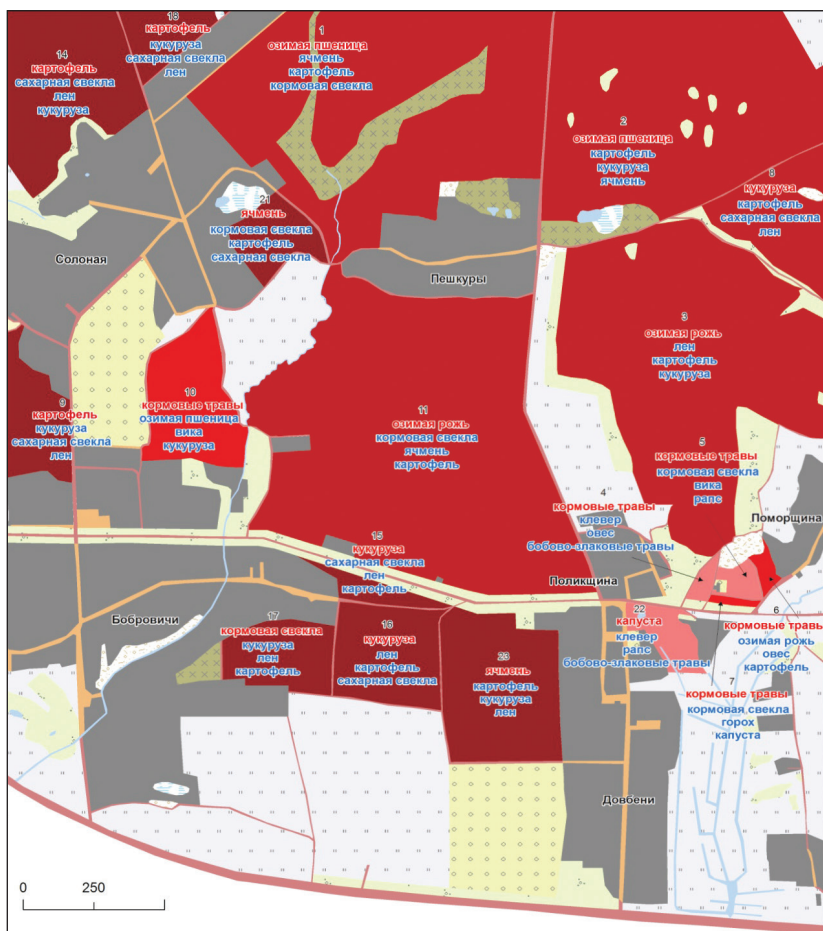 18
картофель
кукуруза
сахарная свекла
лен
14
картофель
сахарная свекла
лен
кукуруза
1
озимая пшеница
ячмень
картофель
кормовая свекла
2
озимая пшеница
картофель
кукуруза
ячмень
8
кукуруза
картофель
сахарная свекла
лен
21
ячмень
кормовая свекла
картофель
сахарная свекла
Солоная
Пешкуры
3
озимая рожь
лен
картофель
кукуруза
9
картофель
кукуруза
сахарная свекла
лен
10
кормовые травы
озимая пшеница
вика
кукуруза
11
озимая рожь
кормовая свекла
ячмень
картофель
5
кормовые травы
кормовая свекла
вика
рапс
4
кормовые травы
клевер
овес
бобово-злаковые травы
Поморщина
15
кукуруза
сахарная свекла
лен
картофель
Поликщина
Бобровичи
17
кормовая свекла
кукуруза
лен
картофель
16
кукуруза
лен
картофель
сахарная свекла
23
ячмень
картофель
кукуруза
лен
22
капуста
клевер
рапс
бобово-злаковые травы
6
кормовые травы
озимая рожь
овес
картофель
7
кормовые травы
кормовая свекла
горох
капуста
Довбени
0 250